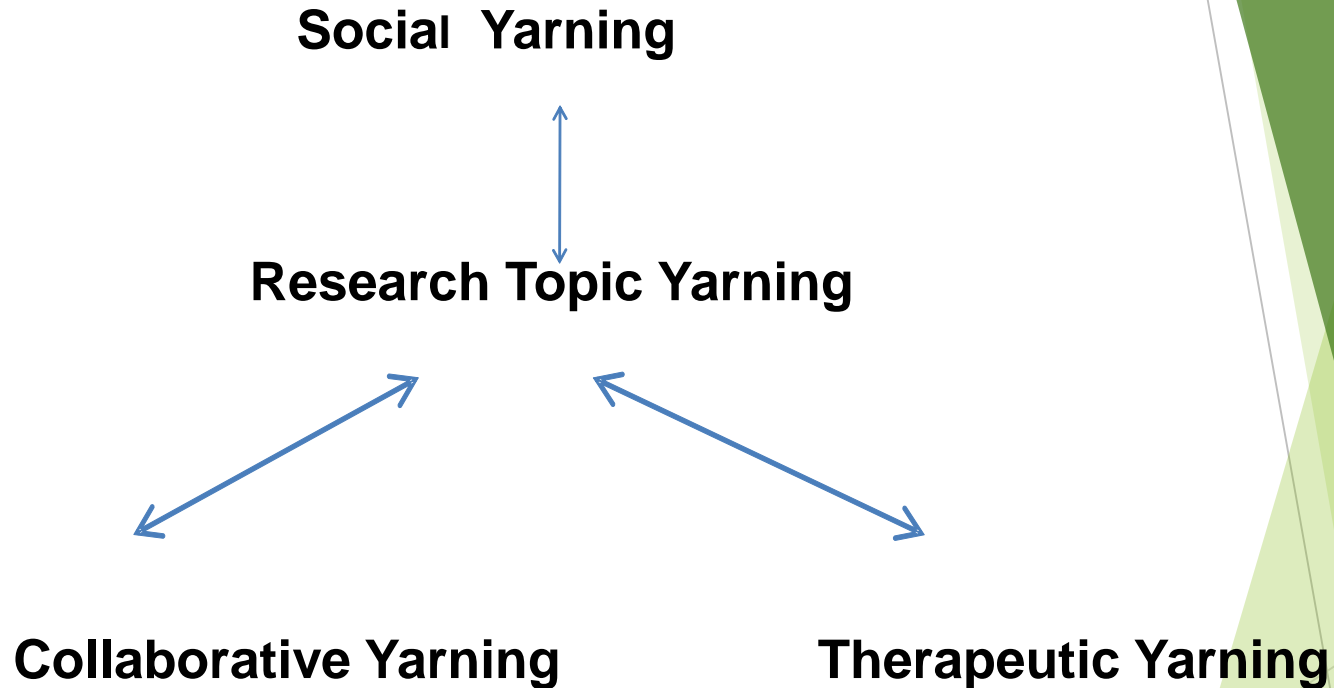 Social Yarning
Research Topic Yarning
Collaborative Yarning
Therapeutic Yarning